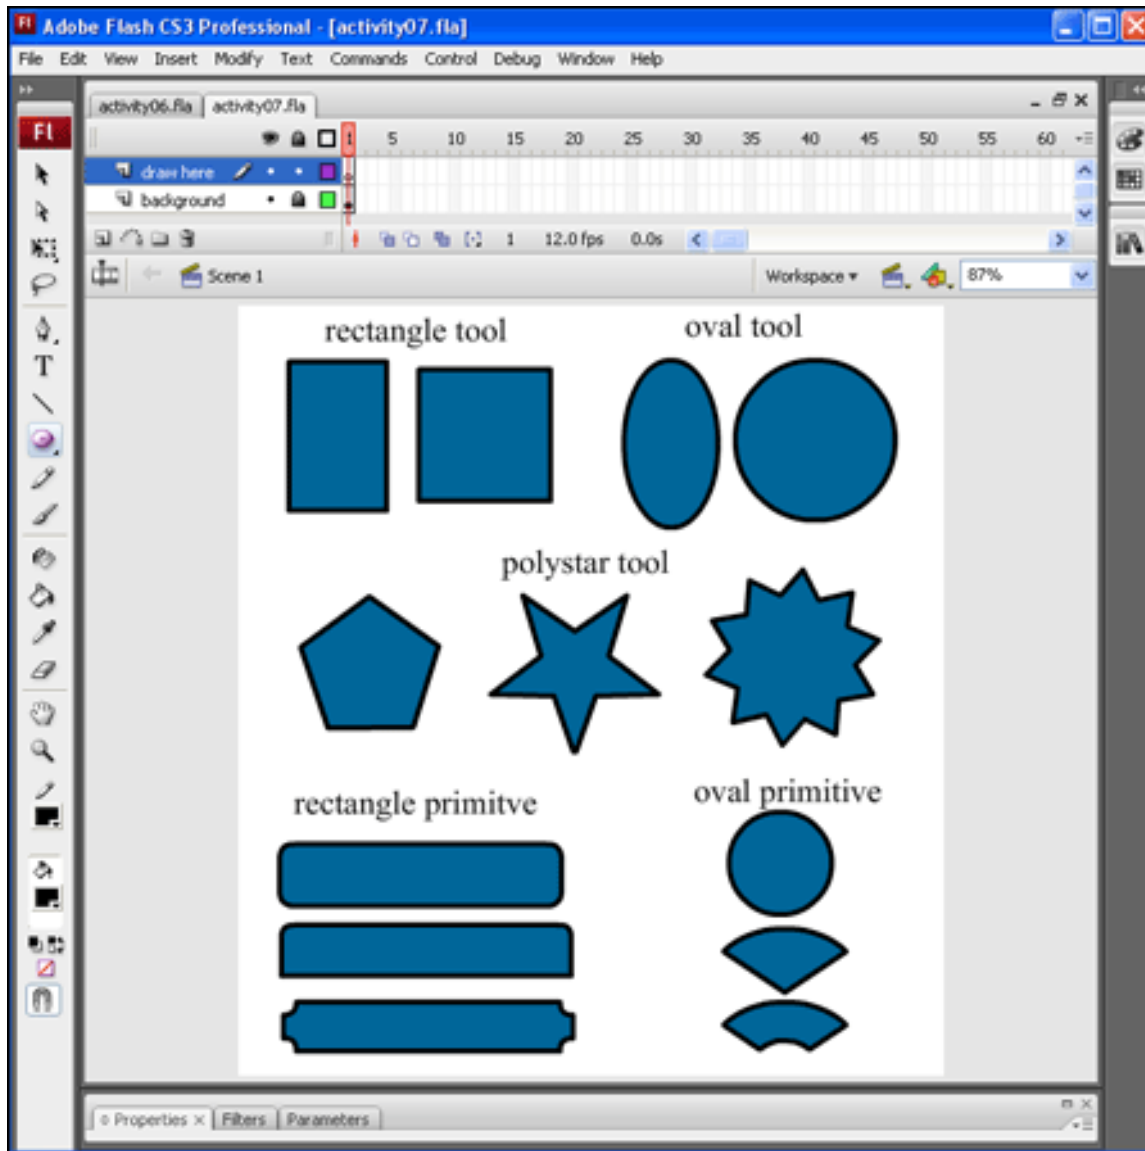 Fl Adobe Flash CS3 Professional - [activity07.fla]
File Edit View Insert Modify Text Commands Control Debug Window Help
activity06.fla activity07.fla
Fl
1 5 10 15 20 25 30 35 40 45 50 55 60
draw here
background
1 12.0 fps 0.0s
Scene 1 Workspace 87%
T
rectangle tool oval tool
polystar tool
rectangle primitve oval primitive
Properties × Filters Parameters